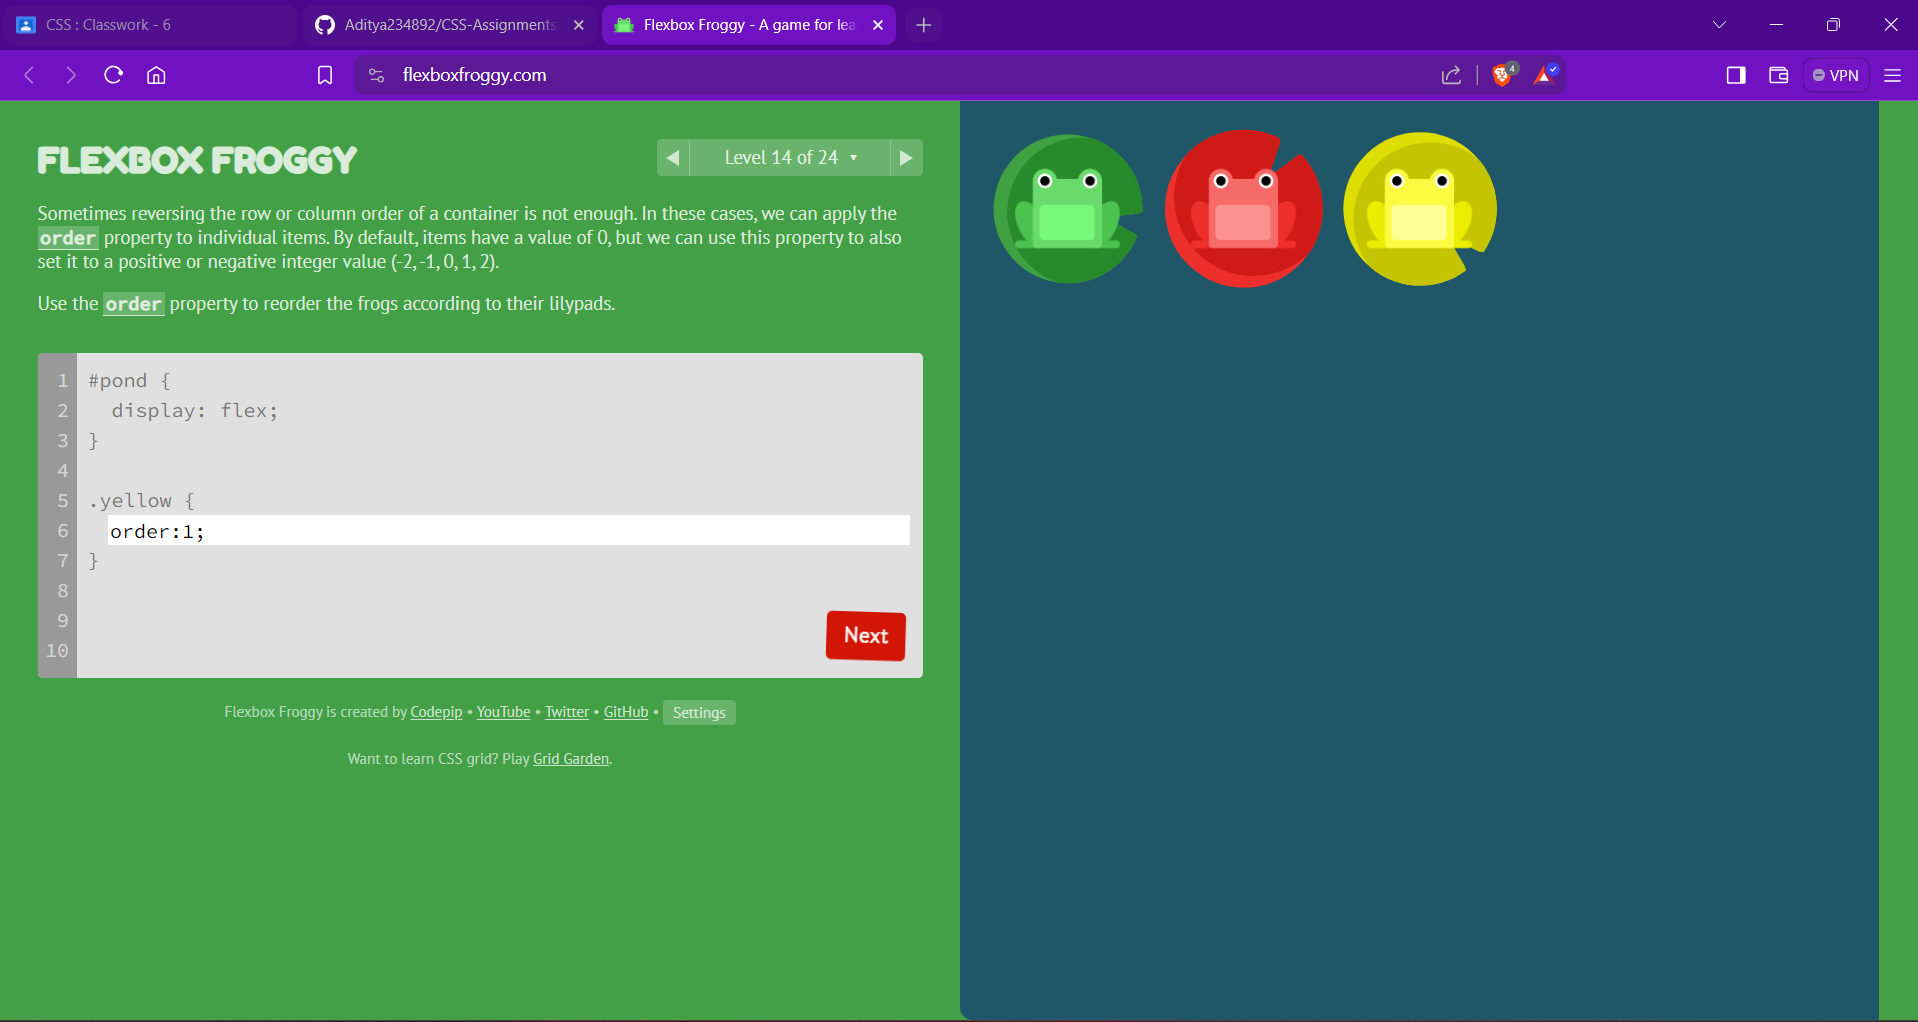 CSS : Classwork - 6
Aditya234892/CSS-Assignments
Flexbox Froggy - A game for lea
flexboxfroggy.com
4
VPN
FLEXBOX FROGGY
Level 14 of 24
Sometimes reversing the row or column order of a container is not enough. In these cases, we can apply the
order property to individual items. By default, items have a value of 0, but we can use this property to also
set it to a positive or negative integer value (-2, -1, 0, 1, 2).
Use the order property to reorder the frogs according to their lilypads.
1 #pond {
2 display: flex;
3 }
4
5 .yellow {
6 order:1;
7 }
8
9
10
Next
Flexbox Froggy is created by Codepip • YouTube • Twitter • GitHub • Settings
Want to learn CSS grid? Play Grid Garden.